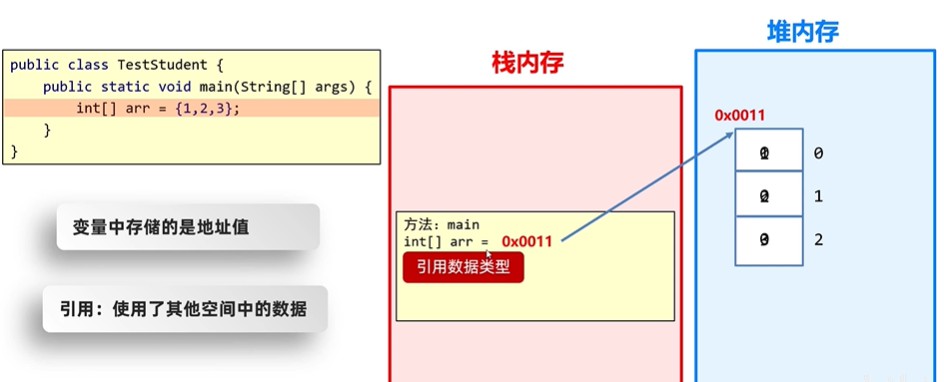 堆内存
栈内存
public class TestStudent {
public static void main(String[] args) {
int[] arr = {1,2,3};
}
}
变量中存储的是地址值
引用：使用了其他空间中的数据
方法：main
int[] arr = 0x0011
引用数据类型
0x0011
0
1
2